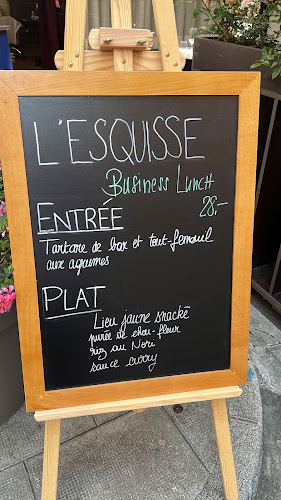 L'ESQUISSE
Business Lunch
28.-
ENTRÉE
Tartare de bar et tout-fenouil
aux agrumes
PLAT
Lieu jaune snacké
purée de chou-fleur
riz au Nori
sauce curry